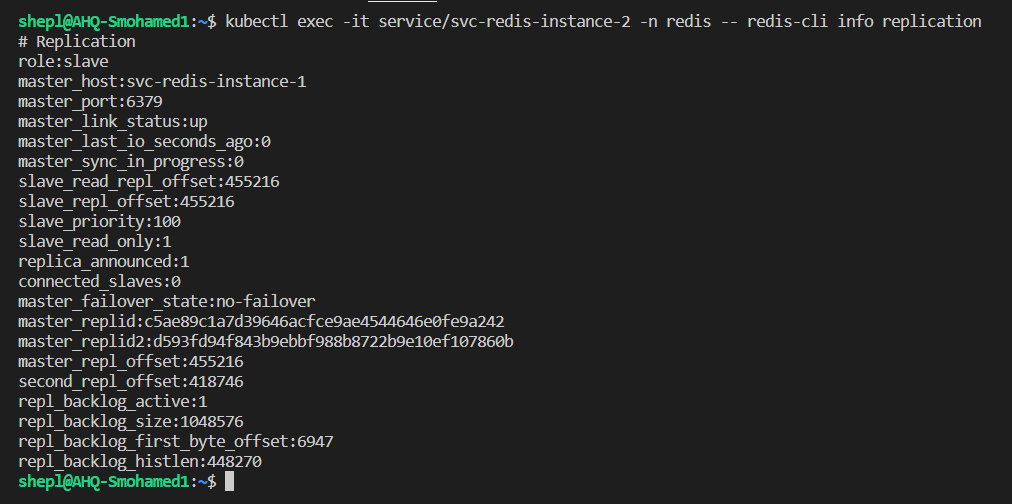 shepl@AHQ-Smohamed1:~$ kubectl exec -it service/svc-redis-instance-2 -n redis -- redis-cli info replication
# Replication
role:slave
master_host:svc-redis-instance-1
master_port:6379
master_link_status:up
master_last_io_seconds_ago:0
master_sync_in_progress:0
slave_read_repl_offset:455216
slave_repl_offset:455216
slave_priority:100
slave_read_only:1
replica_announced:1
connected_slaves:0
master_failover_state:no-failover
master_replid:c5ae89c1a7d39646acfce9ae4544646e0fe9a242
master_replid2:d593fd94f843b9ebbf988b8722b9e10ef107860b
master_repl_offset:455216
second_repl_offset:418746
repl_backlog_active:1
repl_backlog_size:1048576
repl_backlog_first_byte_offset:6947
repl_backlog_histlen:448270
shepl@AHQ-Smohamed1:~$